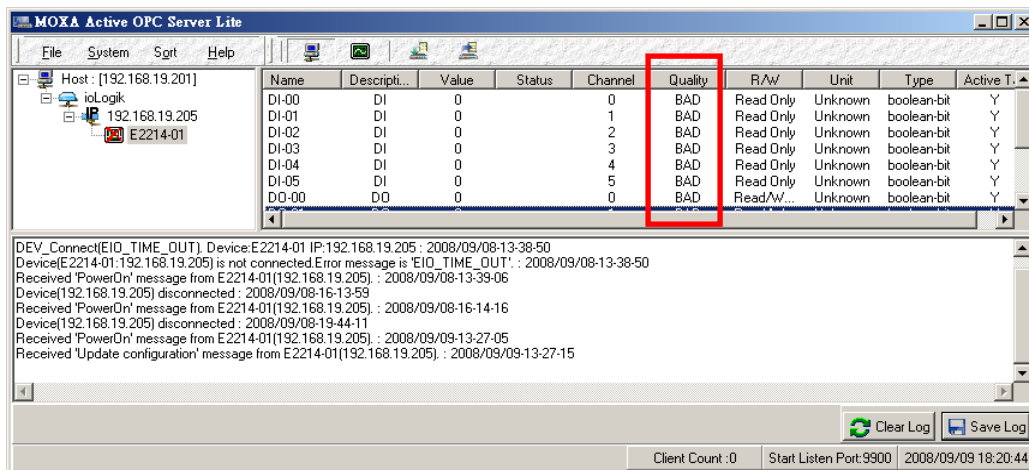 MOXA Active OPC Server Lite
File System Sort Help
Host : [192.168.19.201]
ioLogik
192.168.19.205
E2214-01
Name Descripti... Value Status Channel Quality R/W Unit Type Active T.
DI-00 DI 0 0 BAD Read Only Unknown boolean-bit Y
DI-01 DI 0 1 BAD Read Only Unknown boolean-bit Y
DI-02 DI 0 2 BAD Read Only Unknown boolean-bit Y
DI-03 DI 0 3 BAD Read Only Unknown boolean-bit Y
DI-04 DI 0 4 BAD Read Only Unknown boolean-bit Y
DI-05 DI 0 5 BAD Read Only Unknown boolean-bit Y
DO-00 DO 0 0 BAD Read/W... Unknown boolean-bit Y
DEV_Connect(EIO_TIME_OUT). Device:E2214-01 IP:192.168.19.205 : 2008/09/08-13-38-50
Device(E2214-01:192.168.19.205) is not connected.Error message is 'EIO_TIME_OUT'. : 2008/09/08-13-38-50
Received 'PowerOn' message from E2214-01(192.168.19.205). : 2008/09/08-13-39-06
Device(192.168.19.205) disconnected : 2008/09/08-16-13-59
Received 'PowerOn' message from E2214-01(192.168.19.205). : 2008/09/08-16-14-16
Device(192.168.19.205) disconnected : 2008/09/08-19-44-11
Received 'PowerOn' message from E2214-01(192.168.19.205). : 2008/09/09-13-27-05
Received 'Update configuration' message from E2214-01(192.168.19.205). : 2008/09/09-13-27-15
Clear Log Save Log
Client Count :0 Start Listen Port:9900 2008/09/09 18:20:44